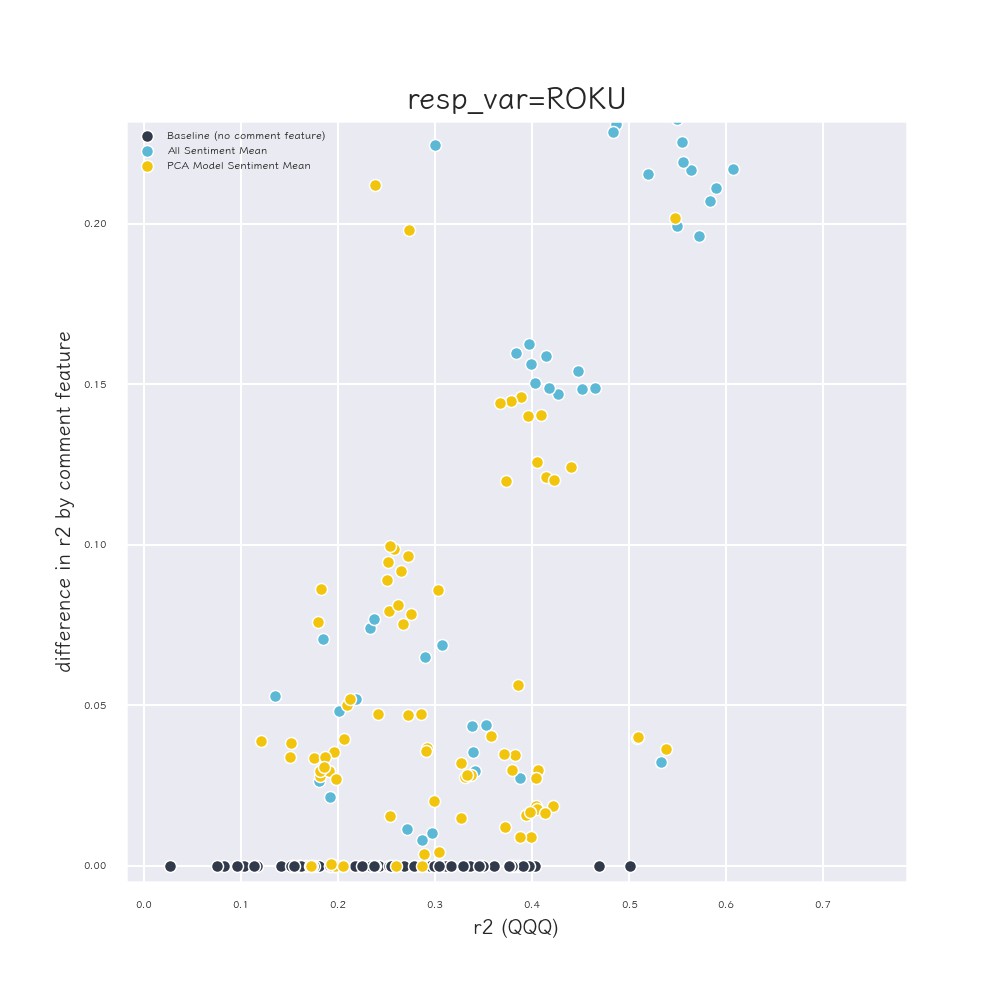 resp_var=ROKU
Baseline (no comment feature)
All Sentiment Mean
PCA Model Sentiment Mean
difference in r2 by comment feature
0.20
0.15
0.10
0.05
0.00
0.0 0.1 0.2 0.3 0.4 0.5 0.6 0.7
r2 (QQQ)